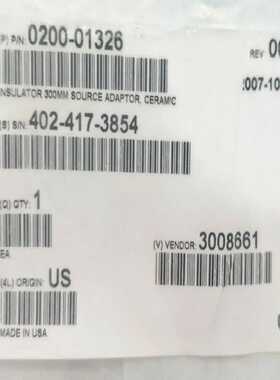 (P) P/N: 0200-01326
REV 00
INSULATOR 300MM SOURCE ADAPTOR, CERAMIC
2007-10
(S) S/N: 402-417-3854
(Q) QTY: 1
EA
(V) VENDOR: 3008661
(4L) ORIGIN: US
MADE IN USA